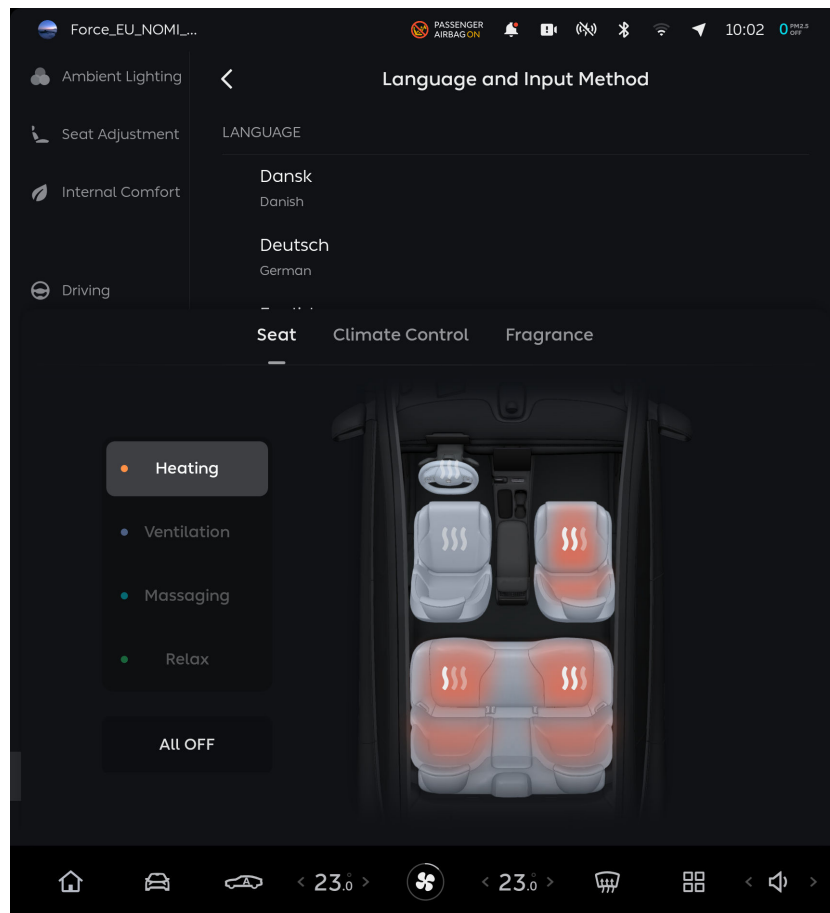 Force_EU_NOMI_...
PASSENGER
AIRBAG ON
10:02
0 PM2.5
OFF
Ambient Lighting
Seat Adjustment
Internal Comfort
Driving
Language and Input Method
LANGUAGE
Dansk
Danish
Deutsch
German
Seat Climate Control Fragrance
Heating
Ventilation
Massaging
Relax
All OFF
< 23.0° >
< 23.0° >